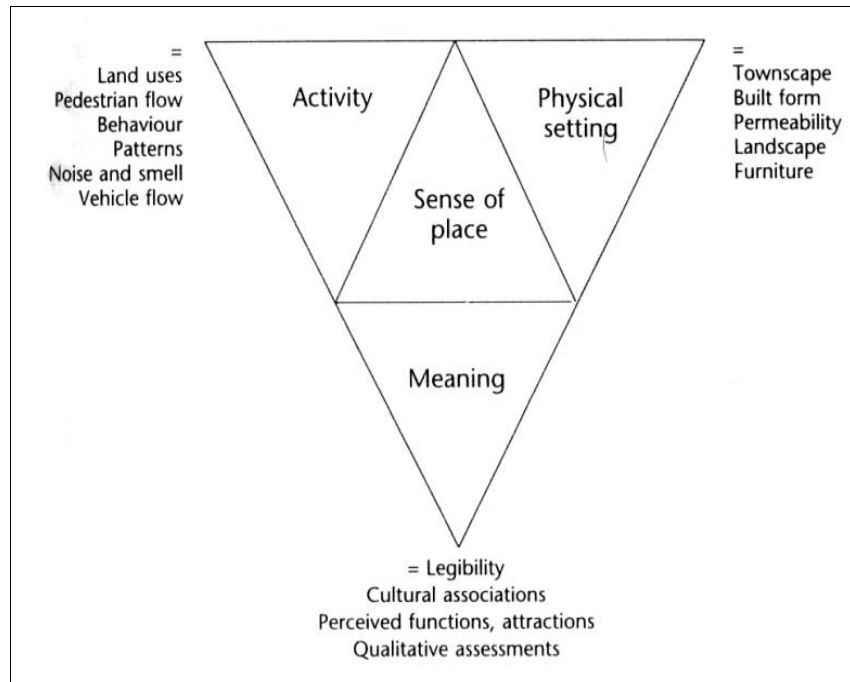 =
Land uses
Pedestrian flow
Behaviour
Patterns
Noise and smell
Vehicle flow
Activity
Physical
setting
=
Townscape
Built form
Permeability
Landscape
Furniture
Sense of
place
Meaning
= Legibility
Cultural associations
Perceived functions, attractions
Qualitative assessments